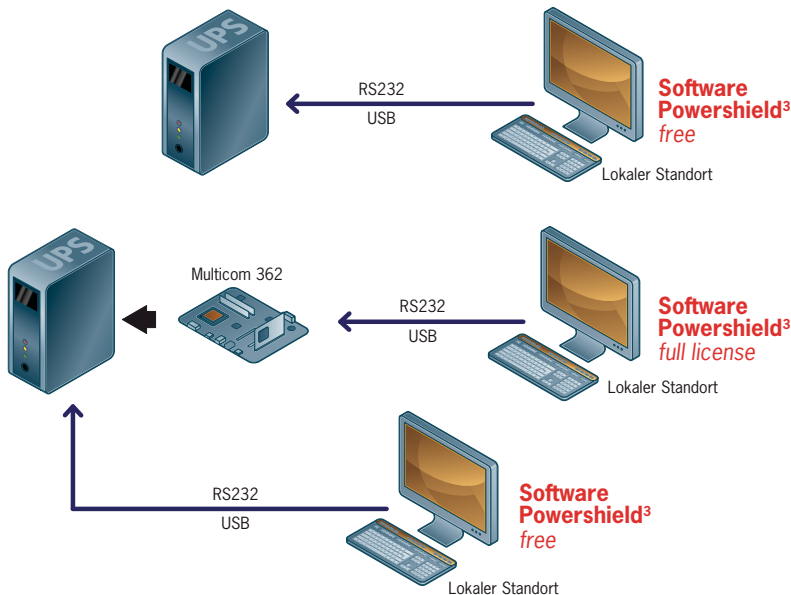 UPS
RS232
USB
Software
Powershield³
free
Lokaler Standort
UPS
Multicom 362
RS232
USB
Software
Powershield³
full license
Lokaler Standort
RS232
USB
Software
Powershield³
free
Lokaler Standort